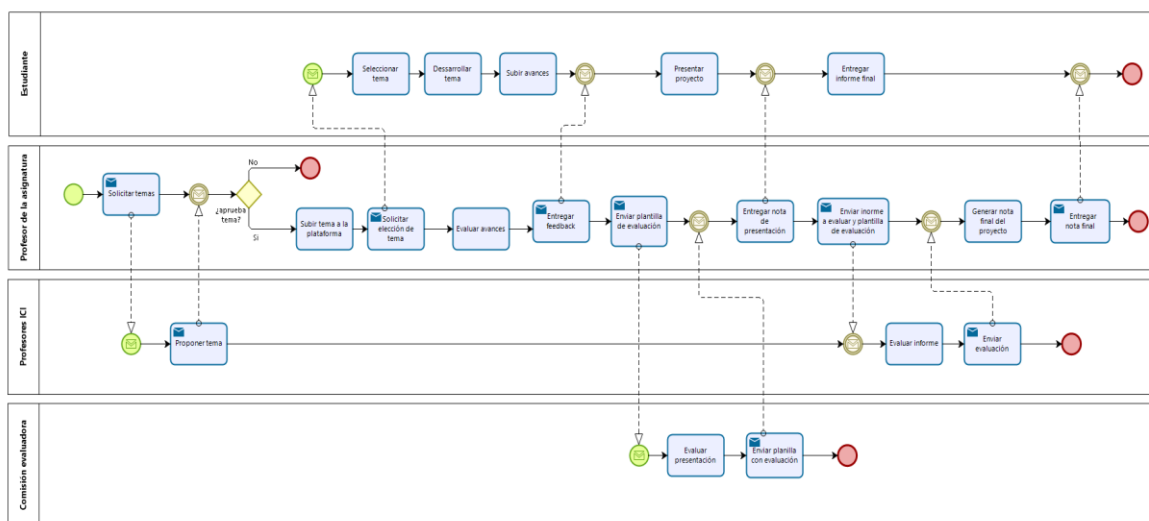 Estudiante
Seleccionar
tema
Dessarrollar
tema
Subir avances
Presentar
proyecto
Entregar
informe final
Profesor de la asignatura
Solicitar temas
¿aprueba
tema?
No
Si
Subir tema a la
plataforma
Solicitar
elección de
tema
Evaluar avances
Entregar
feedback
Enviar plantilla
de evaluación
Entregar nota
de
presentación
Enviar inorme
a evaluar y plantilla
de evaluación
Generar nota
final del
proyecto
Entregar
nota final
Profesores ICI
Proponer tema
Evaluar informe
Enviar
evaluación
Comisión evaluadora
Evaluar
presentación
Enviar planilla
con evaluación